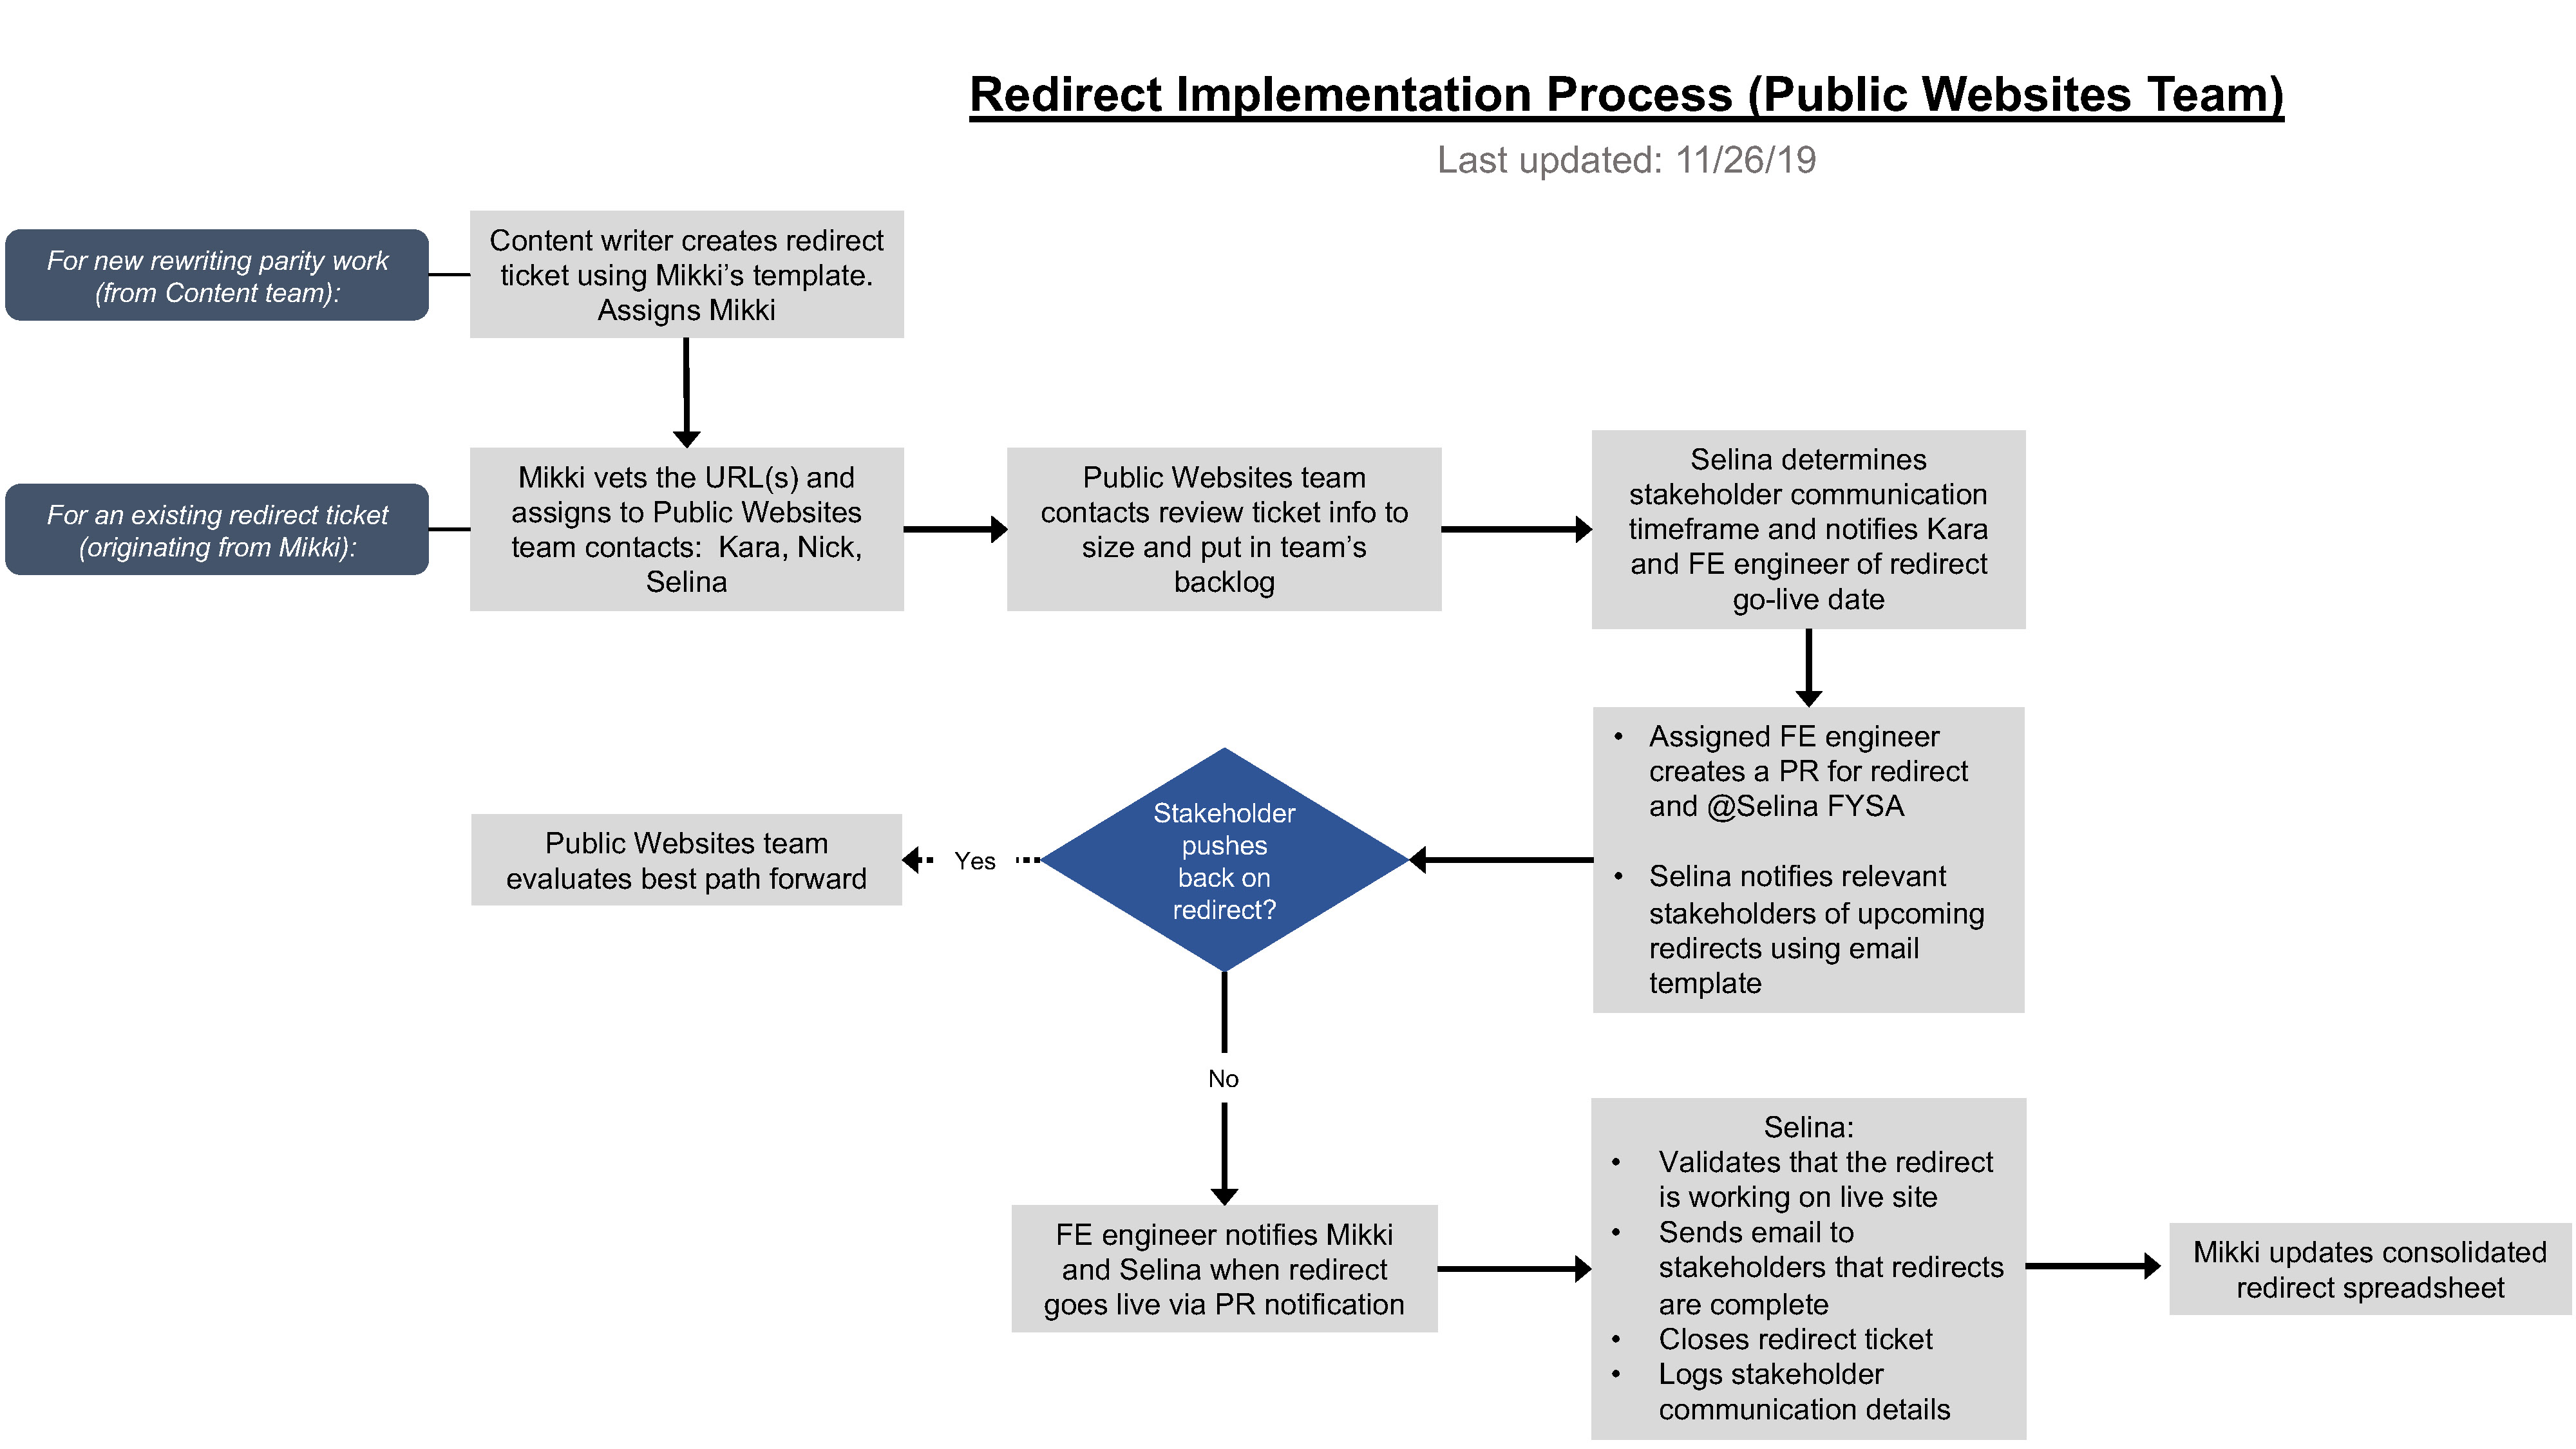 Redirect Implementation Process (Public Websites Team)
Last updated: 11/26/19
For new rewriting parity work
(from Content team):
Content writer creates redirect
ticket using Mikki’s template.
Assigns Mikki
For an existing redirect ticket
(originating from Mikki):
Mikki vets the URL(s) and
assigns to Public Websites
team contacts:  Kara, Nick,
Selina
Public Websites team
contacts review ticket info to
size and put in team’s
backlog
Selina determines
stakeholder communication
timeframe and notifies Kara
and FE engineer of redirect
go-live date
• Assigned FE engineer
creates a PR for redirect
and @Selina FYSA
• Selina notifies relevant
stakeholders of upcoming
redirects using email
template
Stakeholder
pushes
back on
redirect?
Yes
Public Websites team
evaluates best path forward
No
FE engineer notifies Mikki
and Selina when redirect
goes live via PR notification
Selina:
• Validates that the redirect
is working on live site
• Sends email to
stakeholders that redirects
are complete
• Closes redirect ticket
• Logs stakeholder
communication details
Mikki updates consolidated
redirect spreadsheet